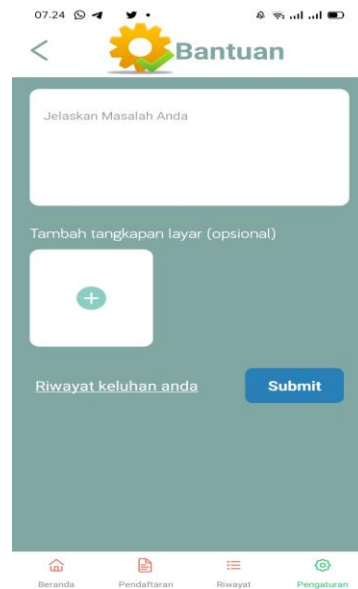 07.24
Bantuan
Jelaskan Masalah Anda
Tambah tangkapan layar (opsional)
Riwayat keluhan anda
Submit
Beranda
Pendaftaran
Riwayat
Pengaturan